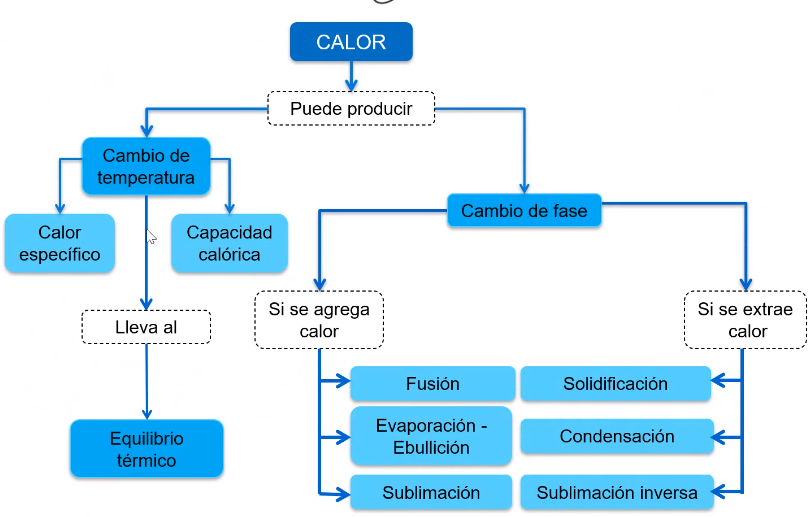 CALOR
Puede producir
Cambio de
temperatura
Calor
específico
Capacidad
calórica
Lleva al
Equilibrio
térmico
Cambio de fase
Si se agrega
calor
Fusión
Evaporación -
Ebullición
Sublimación
Si se extrae
calor
Solidificación
Condensación
Sublimación inversa